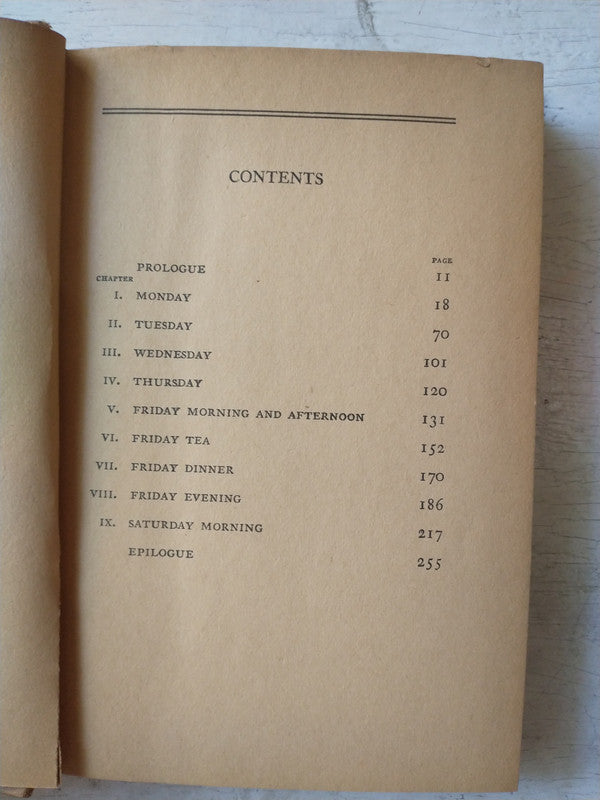 CONTENTS
PAGE
PROLOGUE 11
CHAPTER
I. MONDAY 18
II. TUESDAY 70
III. WEDNESDAY 101
IV. THURSDAY 120
V. FRIDAY MORNING AND AFTERNOON 131
VI. FRIDAY TEA 152
VII. FRIDAY DINNER 170
VIII. FRIDAY EVENING 186
IX. SATURDAY MORNING 217
EPILOGUE 255